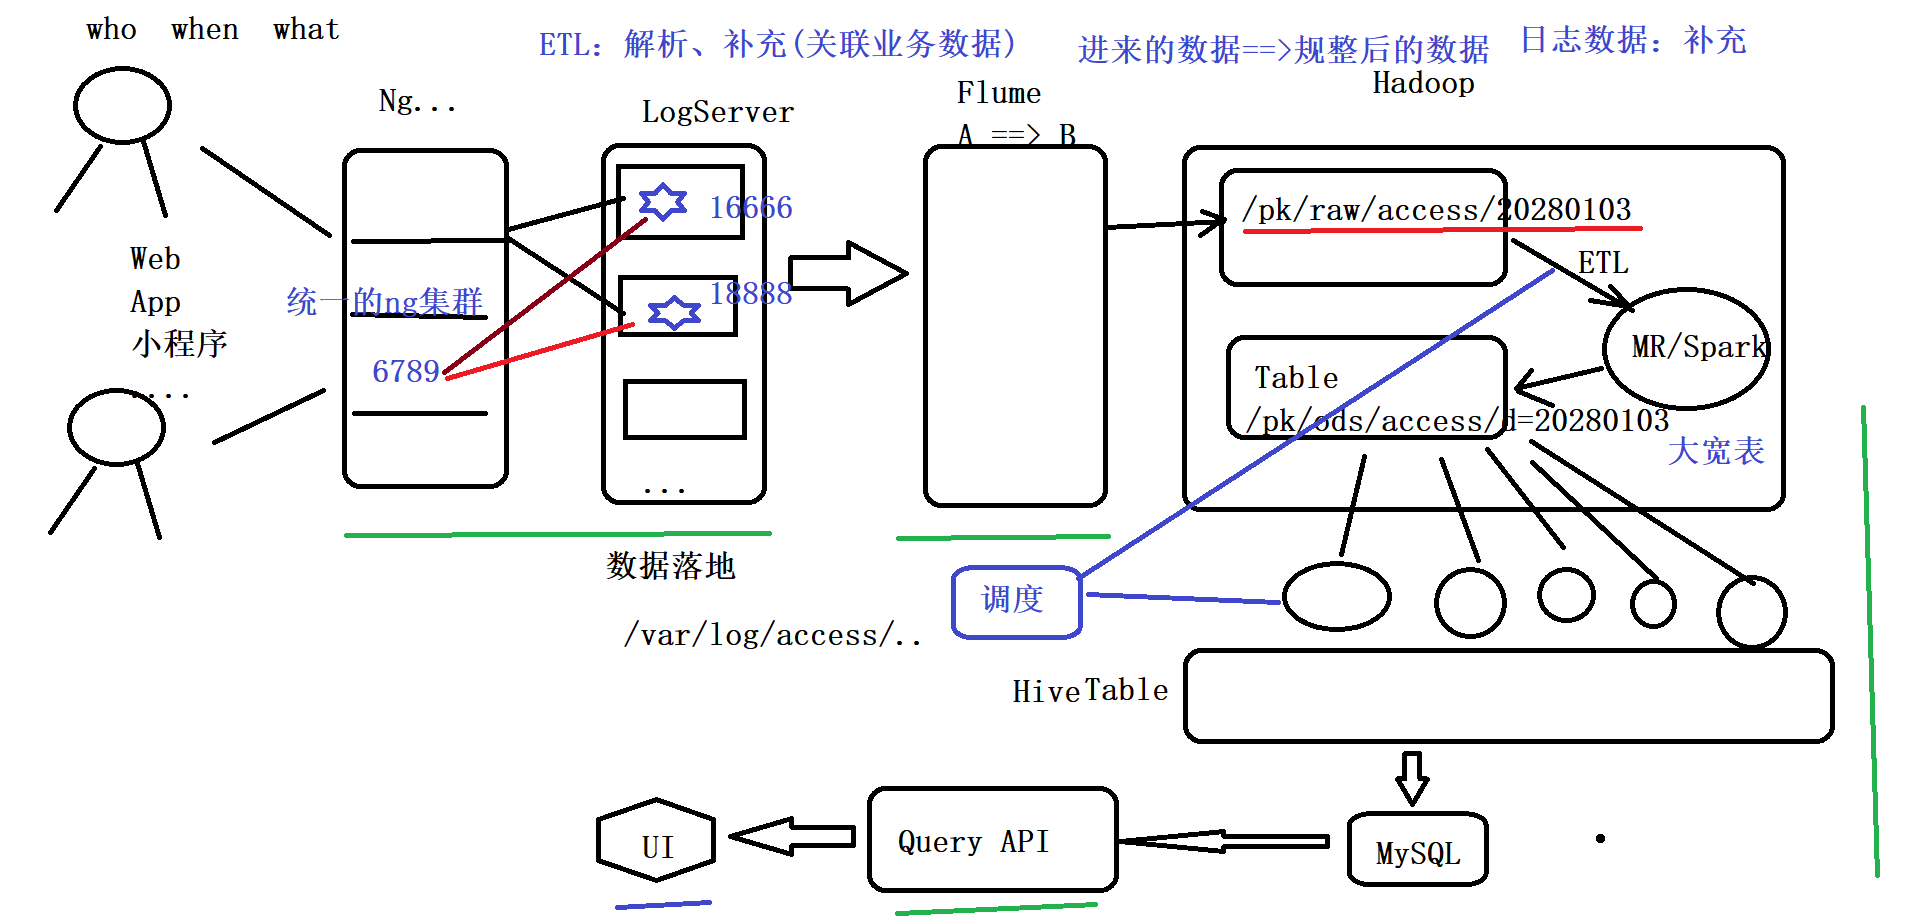 who when what
ETL：解析、补充(关联业务数据)
进来的数据==>规整后的数据
日志数据：补充
Hadoop
Ng...
LogServer
Flume
A ==> B
16666
18888
...
/pk/raw/access/20280103
ETL
MR/Spark
Table
/pk/ods/access/d=20280103
大宽表
Web
App
小程序
....
统一的ng集群
6789
数据落地
/var/log/access/..
调度
HiveTable
MySQL
Query API
UI